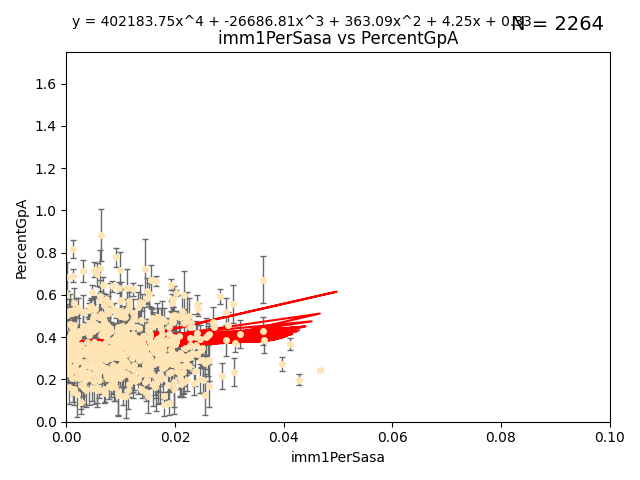 y = 402183.75x^4 + -26686.81x^3 + 363.09x^2 + 4.25x + 0.33
N = 2264
imm1PerSasa vs PercentGpA
PercentGpA
1.6
1.4
1.2
1.0
0.8
0.6
0.4
0.2
0.0
0.00 0.02 0.04 0.06 0.08 0.10
imm1PerSasa